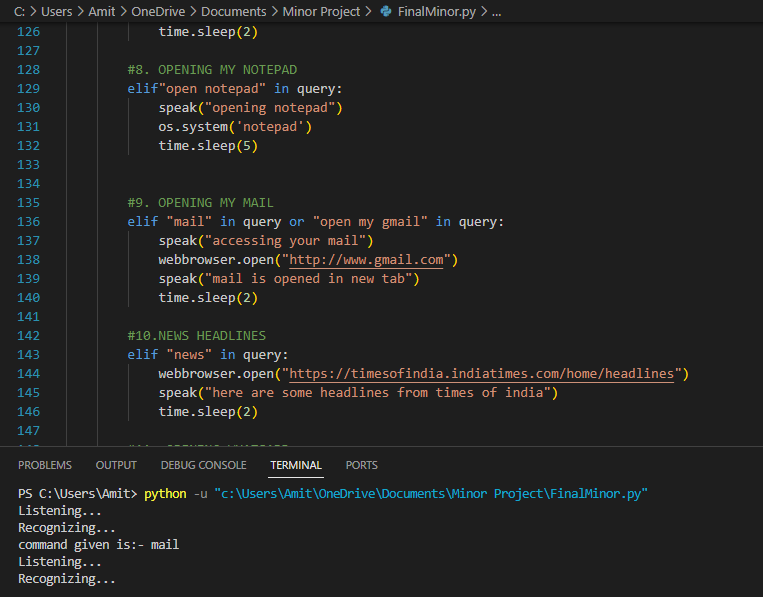 C: > Users > Amit > OneDrive > Documents > Minor Project > FinalMinor.py > ...
126 time.sleep(2)
127
128 #8. OPENING MY NOTEPAD
129 elif"open notepad" in query:
130 speak("opening notepad")
131 os.system('notepad')
132 time.sleep(5)
133
134
135 #9. OPENING MY MAIL
136 elif "mail" in query or "open my gmail" in query:
137 speak("accessing your mail")
138 webbrowser.open("http://www.gmail.com")
139 speak("mail is opened in new tab")
140 time.sleep(2)
141
142 #10.NEWS HEADLINES
143 elif "news" in query:
144 webbrowser.open("https://timesofindia.indiatimes.com/home/headlines")
145 speak("here are some headlines from times of india")
146 time.sleep(2)
147
PROBLEMS OUTPUT DEBUG CONSOLE TERMINAL PORTS
PS C:\Users\Amit> python -u "c:\Users\Amit\OneDrive\Documents\Minor Project\FinalMinor.py"
Listening...
Recognizing...
command given is:- mail
Listening...
Recognizing...